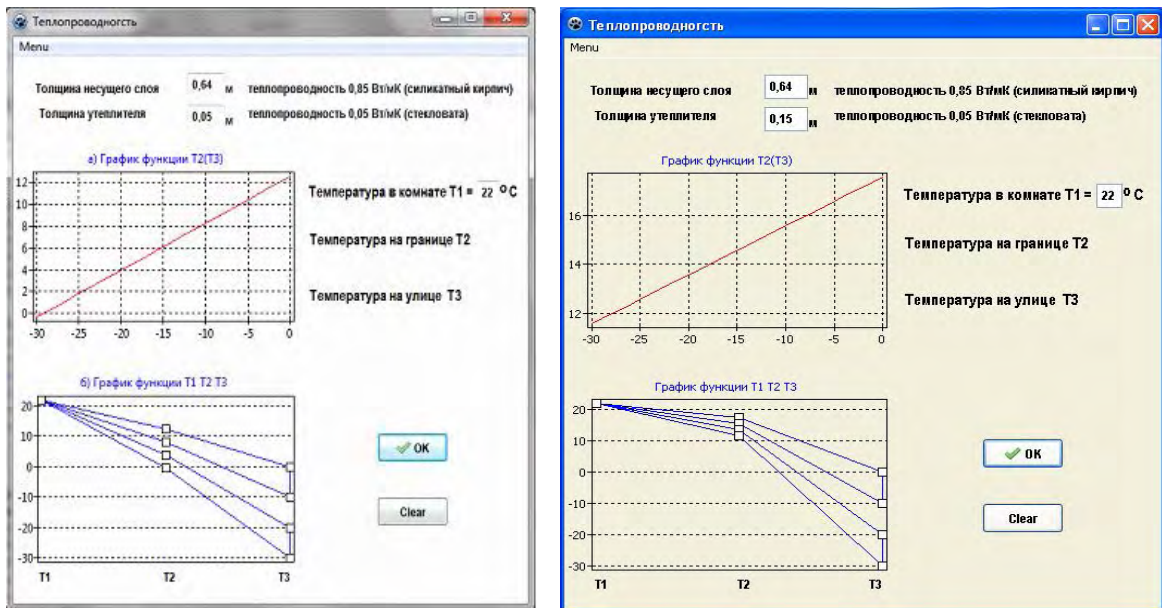 Теплопроводногсть
Menu
Толщина несущего слоя 0,64 м теплопроводность 0,85 Вт/мК (силикатный кирпич)
Толщина утеплителя 0,05 м теплопроводность 0,05 Вт/мК (стекловата)
а) График функции T2(T3)
12
10
8
6
4
2
0
-30 -25 -20 -15 -10 -5 0
Температура в комнате T1 = 22 º C
Температура на границе T2
Температура на улице T3
б) График функции T1 T2 T3
20
10
0
-10
-20
-30
T1 T2 T3
OK
Clear
Теплопроводногсть
Menu
Толщина несущего слоя 0,64 м теплопроводность 0,85 Вт/мК (силикатный кирпич)
Толщина утеплителя 0,15 м теплопроводность 0,05 Вт/мК (стекловата)
График функции T2(T3)
16
14
12
-30 -25 -20 -15 -10 -5 0
Температура в комнате T1 = 22 º C
Температура на границе T2
Температура на улице T3
График функции T1 T2 T3
20
10
0
-10
-20
-30
T1 T2 T3
OK
Clear